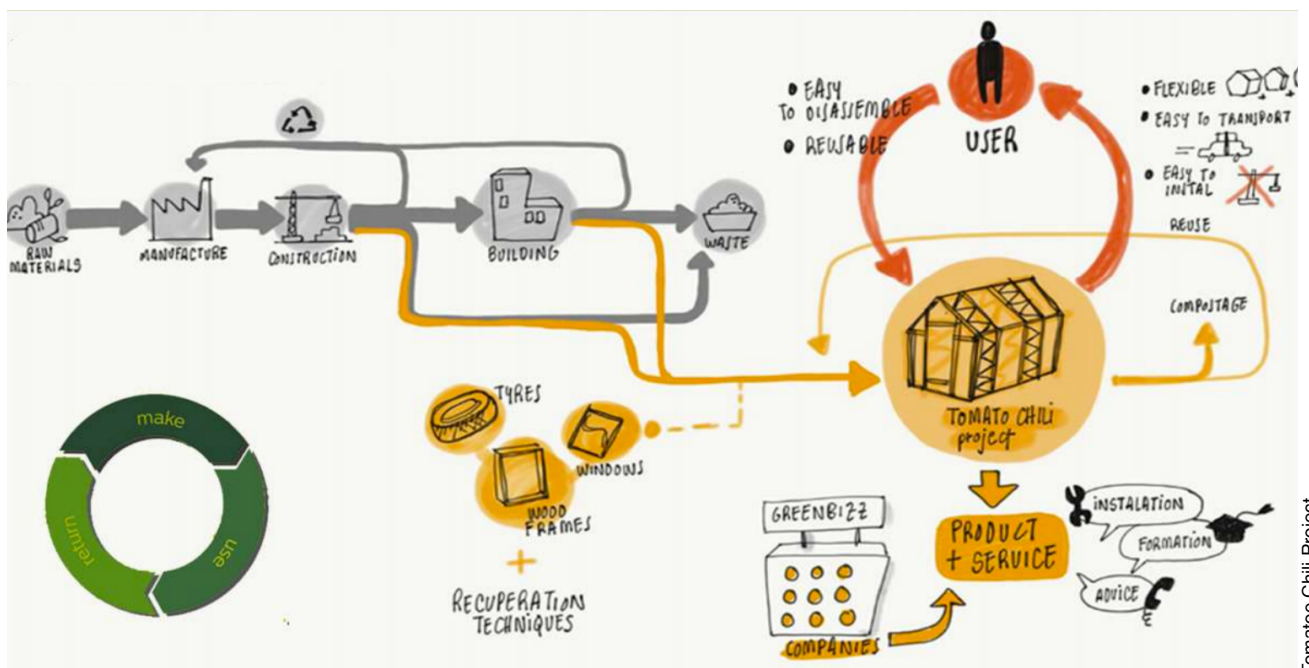 RAW
MATERIALS
MANUFACTURE
CONSTRUCTION
BUILDING
WASTE
• EASY
TO DISASSEMBLE
• REUSABLE
USER
• FLEXIBLE
• EASY TO TRANSPORT
• EASY TO
INSTAL
REUSE
COMPOSTAGE
TOMATO CHILI
project
TYRES
WINDOWS
WOOD
FRAMES
+
RECUPERATION
TECHNIQUES
make
use
return
GREENBIZZ
COMPANIES
PRODUCT
+ SERVICE
INSTALATION
FORMATION
ADVICE
Tomatoe Chili Project